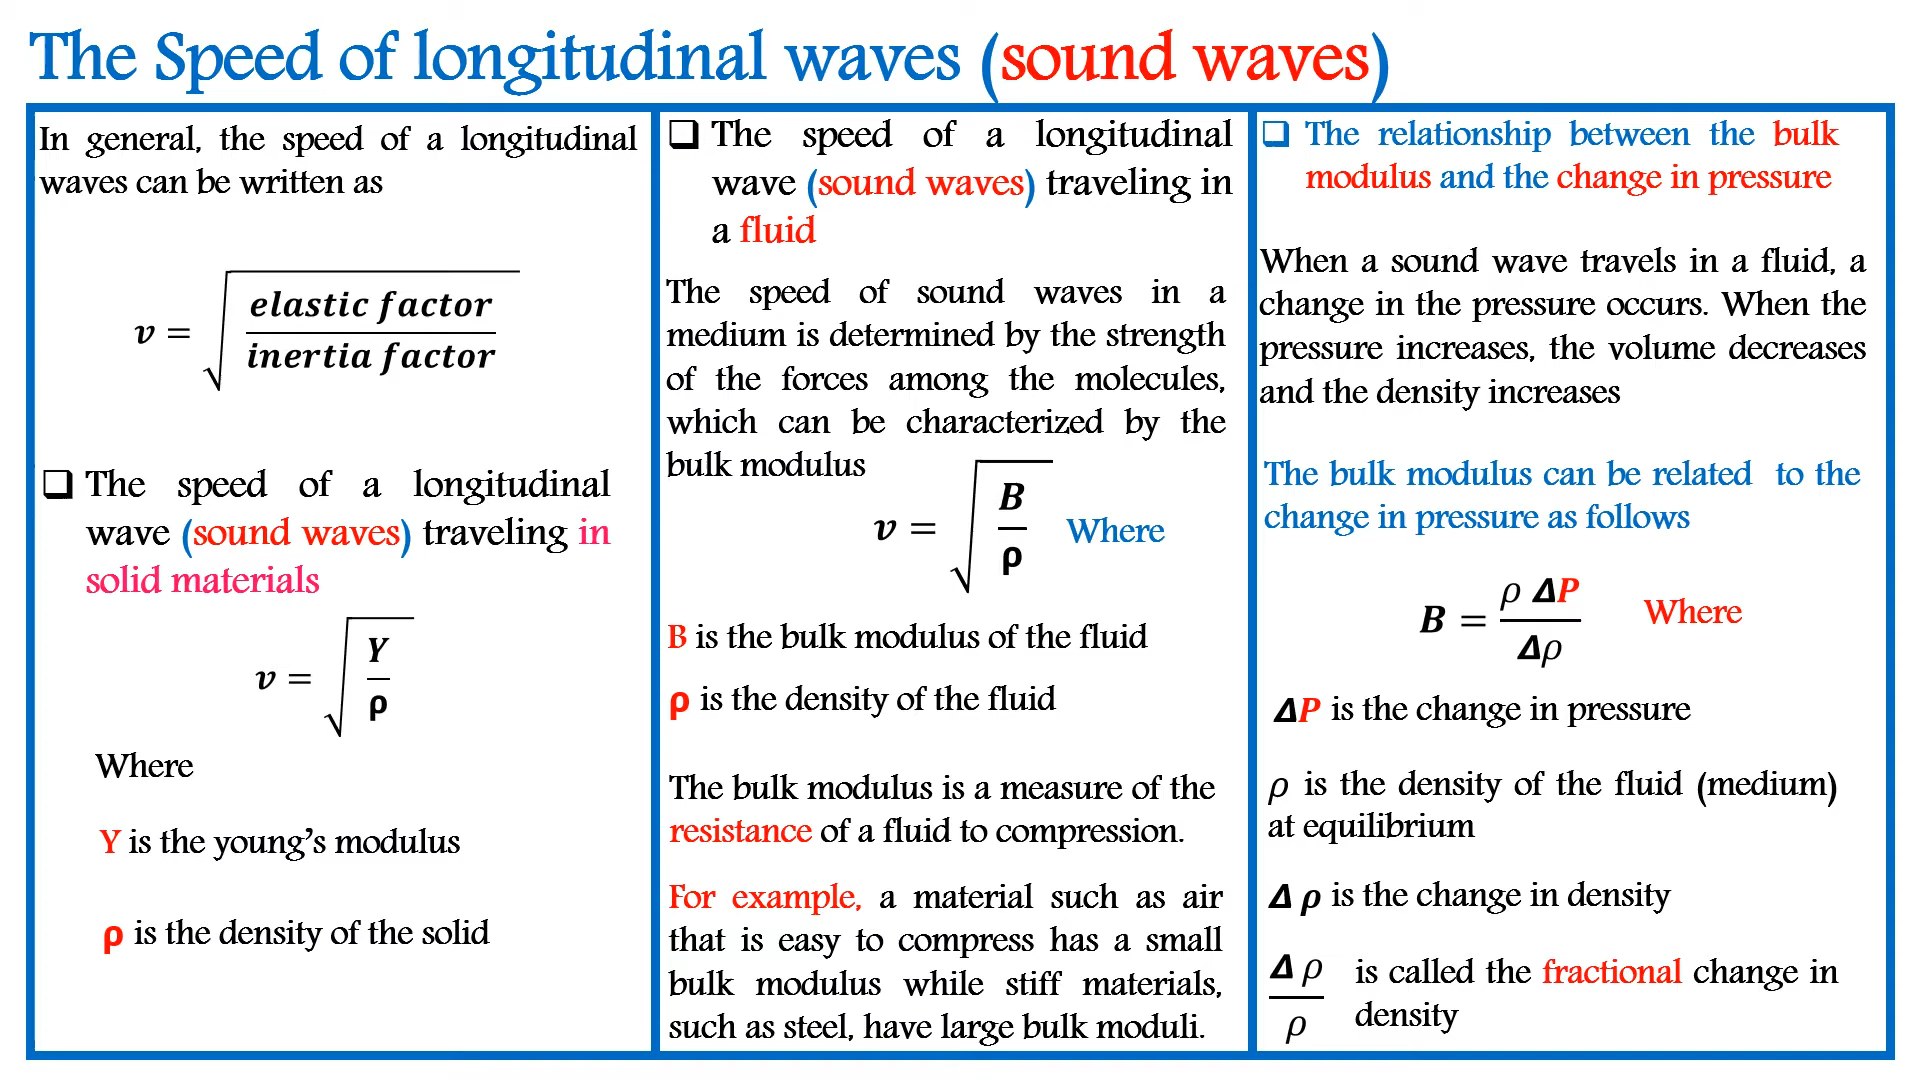 The Speed of longitudinal waves (sound waves)
In general, the speed of a longitudinal
waves can be written as
v = √(elastic factor / inertia factor)
❑ The speed of a longitudinal
wave (sound waves) traveling in
solid materials
v = √(Y / ρ)
Where
Y is the young's modulus
ρ is the density of the solid
❑ The speed of a longitudinal
wave (sound waves) traveling in
a fluid
The speed of sound waves in a
medium is determined by the strength
of the forces among the molecules,
which can be characterized by the
bulk modulus
v = √(B / ρ) Where
B is the bulk modulus of the fluid
ρ is the density of the fluid
The bulk modulus is a measure of the
resistance of a fluid to compression.
For example, a material such as air
that is easy to compress has a small
bulk modulus while stiff materials,
such as steel, have large bulk moduli.
❑ The relationship between the bulk
modulus and the change in pressure
When a sound wave travels in a fluid, a
change in the pressure occurs. When the
pressure increases, the volume decreases
and the density increases
The bulk modulus can be related to the
change in pressure as follows
B = ρ ΔP / Δρ Where
ΔP is the change in pressure
ρ is the density of the fluid (medium)
at equilibrium
Δ ρ is the change in density
Δ ρ / ρ is called the fractional change in
density